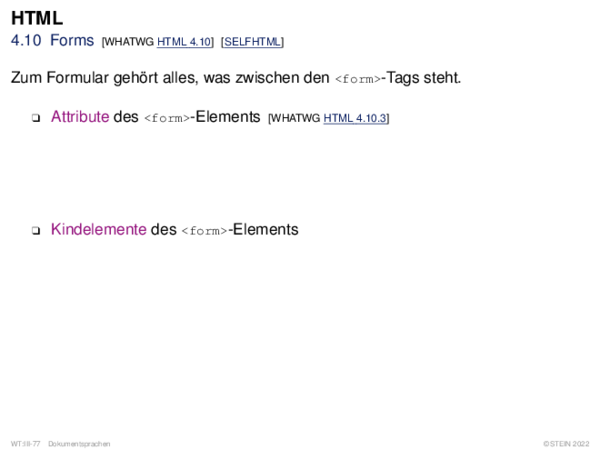 HTML
4.10 Forms [WHATWG HTML 4.10] [SELFHTML]
Zum Formular gehört alles, was zwischen den <form>-Tags steht.
❑ Attribute des <form>-Elements [WHATWG HTML 4.10.3]
❑ Kindelemente des <form>-Elements
WT:III-77 Dokumentsprachen ©STEIN 2022